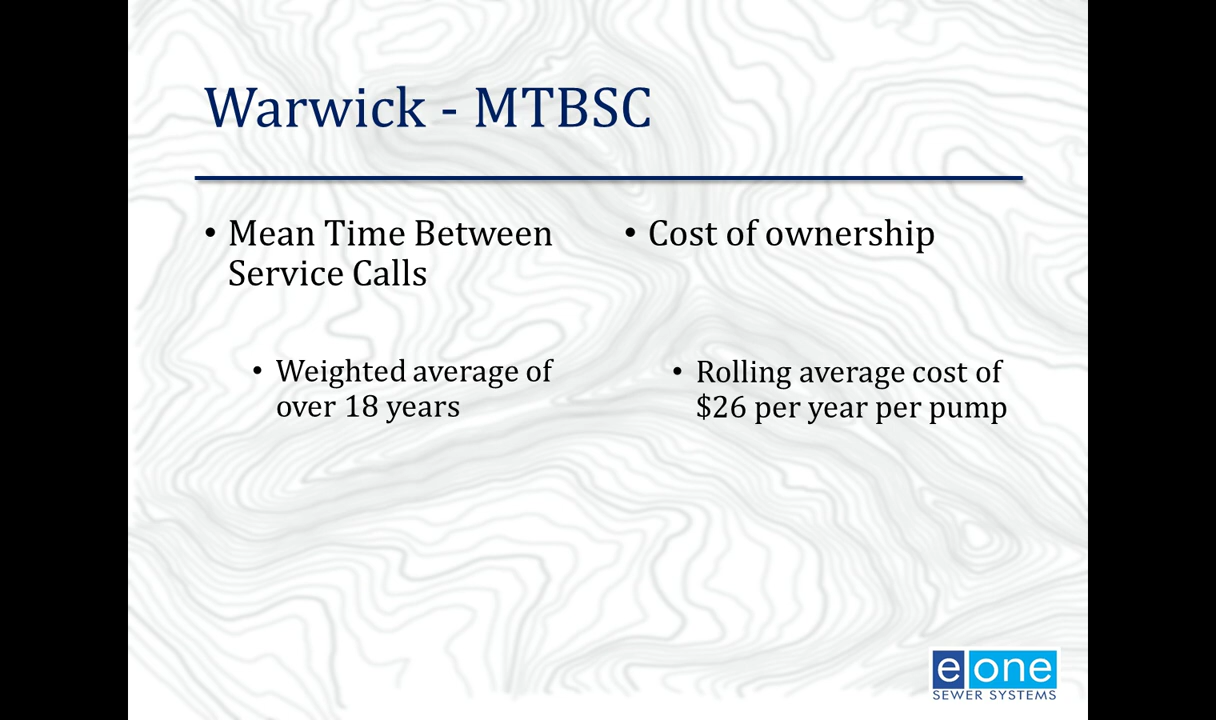 Warwick - MTBSC
• Mean Time Between
Service Calls
• Weighted average of
over 18 years
• Cost of ownership
• Rolling average cost of
$26 per year per pump
e one
SEWER SYSTEMS